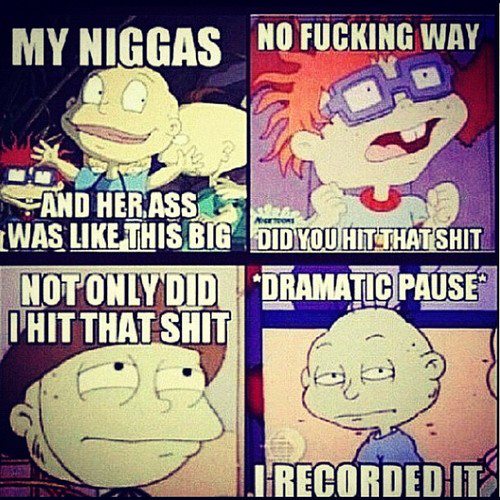 MY NIGGAS
AND HER ASS
WAS LIKE THIS BIG
NO FUCKING WAY
NICKTOONS
DID YOU HIT THAT SHIT
NOT ONLY DID
I HIT THAT SHIT
*DRAMATIC PAUSE*
I RECORDED IT